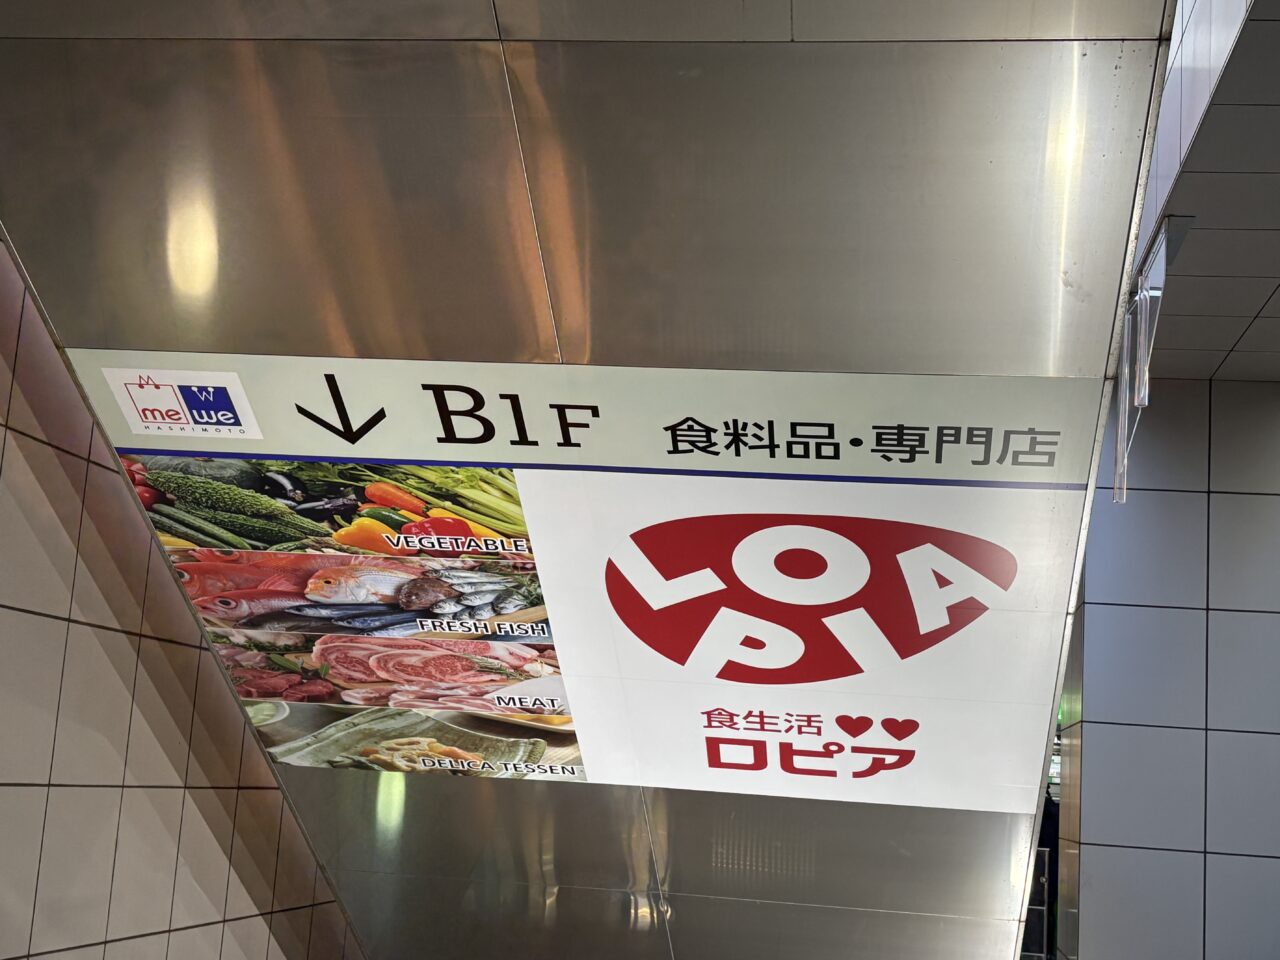 me we
HASHIMOTO
↓ B1F 食料品・専門店
VEGETABLE
FRESH FISH
MEAT
DELICA TESSEN
LOPIA
食生活♥♥
ロピア